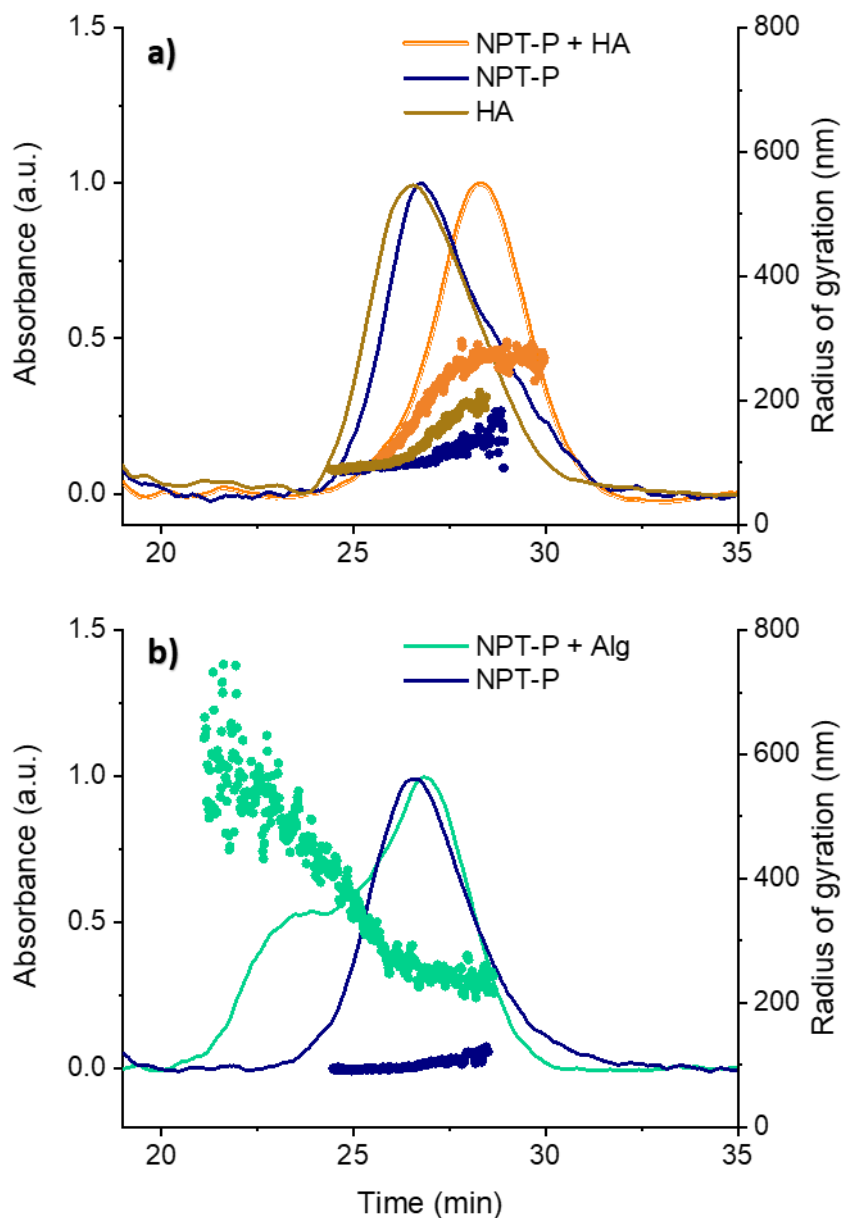 a)
NPT-P + HA
NPT-P
HA
1.5
1.0
0.5
0.0
Absorbance (a.u.)
800
600
400
200
0
Radius of gyration (nm)
20
25
30
35
b)
NPT-P + Alg
NPT-P
1.5
1.0
0.5
0.0
Absorbance (a.u.)
800
600
400
200
0
Radius of gyration (nm)
20
25
30
35
Time (min)